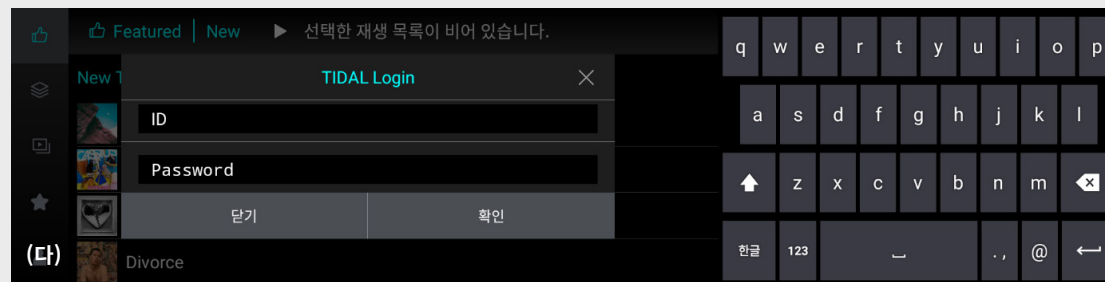 Featured | New ▶ 선택한 재생 목록이 비어 있습니다.
New T
TIDAL Login
ID
Password
닫기 확인
(다)
Divorce
q w e r t y u i o p
a s d f g h j k l
z x c v b n m
한글 123 . , @